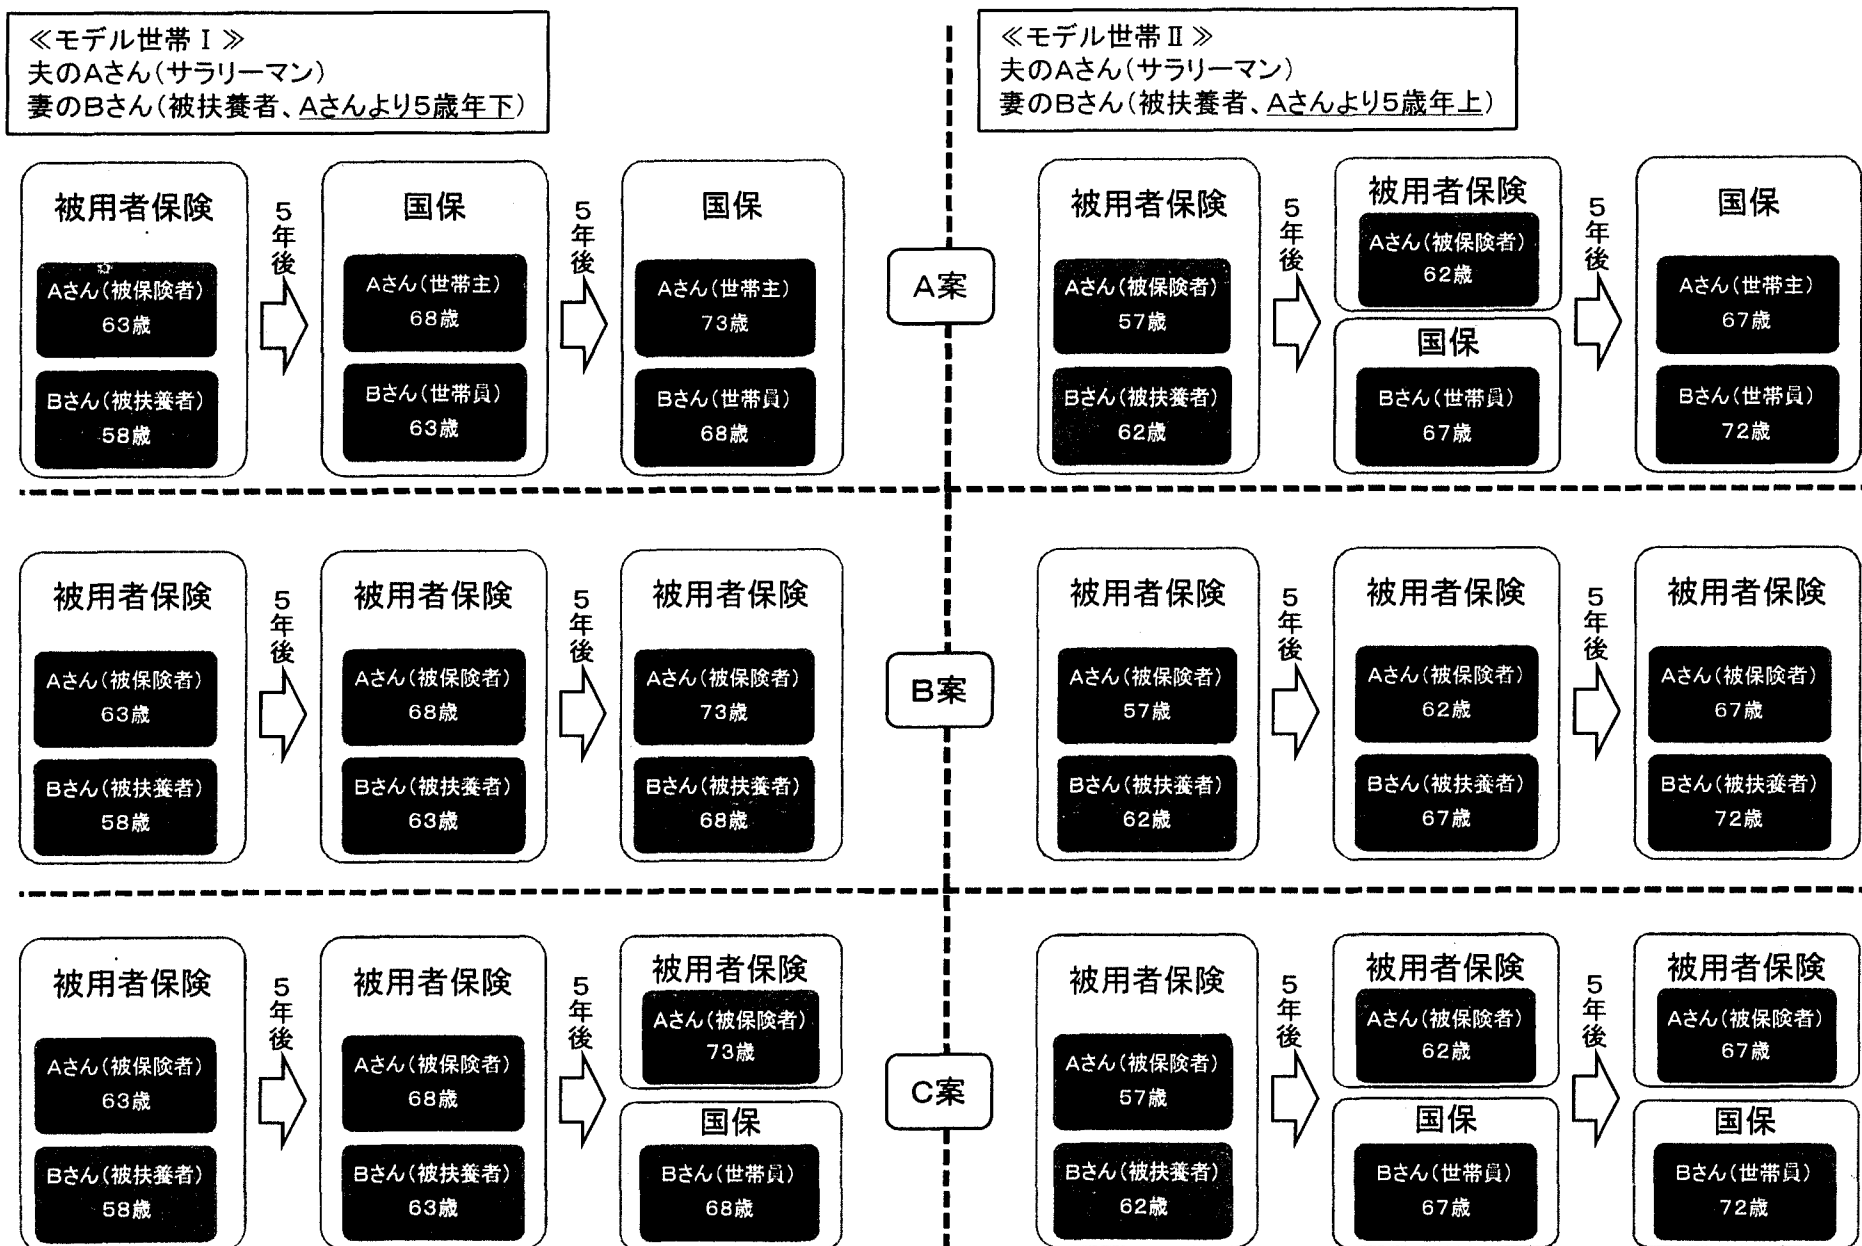 ≪モデル世帯Ⅰ≫
夫のAさん(サラリーマン)
妻のBさん(被扶養者、Aさんより5歳年下)
≪モデル世帯Ⅱ≫
夫のAさん(サラリーマン)
妻のBさん(被扶養者、Aさんより5歳年上)
被用者保険
Aさん(被保険者)
63歳
Bさん(被扶養者)
58歳
5年後
国保
Aさん(世帯主)
68歳
Bさん(世帯員)
63歳
5年後
国保
Aさん(世帯主)
73歳
Bさん(世帯員)
68歳
A案
被用者保険
Aさん(被保険者)
57歳
Bさん(被扶養者)
62歳
5年後
被用者保険
Aさん(被保険者)
62歳
国保
Bさん(世帯員)
67歳
5年後
国保
Aさん(世帯主)
67歳
Bさん(世帯員)
72歳
被用者保険
Aさん(被保険者)
63歳
Bさん(被扶養者)
58歳
5年後
被用者保険
Aさん(被保険者)
68歳
Bさん(被扶養者)
63歳
5年後
被用者保険
Aさん(被保険者)
73歳
Bさん(被扶養者)
68歳
B案
被用者保険
Aさん(被保険者)
57歳
Bさん(被扶養者)
62歳
5年後
被用者保険
Aさん(被保険者)
62歳
Bさん(被扶養者)
67歳
5年後
被用者保険
Aさん(被保険者)
67歳
Bさん(被扶養者)
72歳
被用者保険
Aさん(被保険者)
63歳
Bさん(被扶養者)
58歳
5年後
被用者保険
Aさん(被保険者)
68歳
Bさん(被扶養者)
63歳
5年後
被用者保険
Aさん(被保険者)
73歳
国保
Bさん(世帯員)
68歳
C案
被用者保険
Aさん(被保険者)
57歳
Bさん(被扶養者)
62歳
5年後
被用者保険
Aさん(被保険者)
62歳
国保
Bさん(世帯員)
67歳
5年後
被用者保険
Aさん(被保険者)
67歳
国保
Bさん(世帯員)
72歳